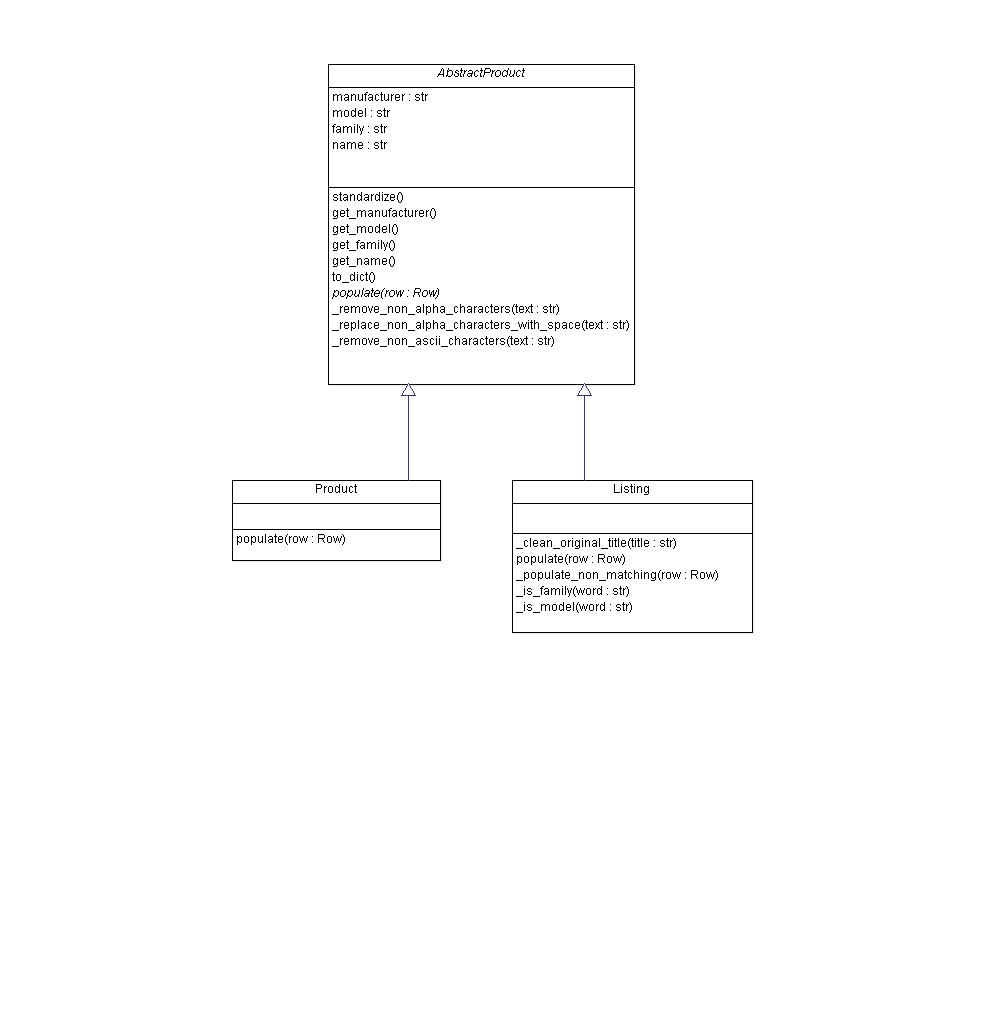 AbstractProduct
manufacturer : str
model : str
family : str
name : str
standardize()
get_manufacturer()
get_model()
get_family()
get_name()
to_dict()
populate(row : Row)
_remove_non_alpha_characters(text : str)
_replace_non_alpha_characters_with_space(text : str)
_remove_non_ascii_characters(text : str)
Product
populate(row : Row)
Listing
_clean_original_title(title : str)
populate(row : Row)
_populate_non_matching(row : Row)
_is_family(word : str)
_is_model(word : str)